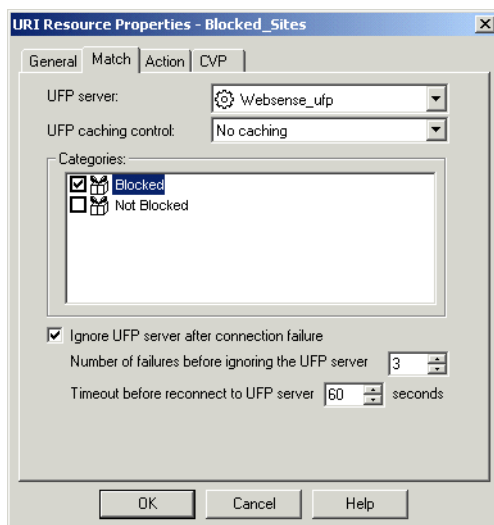 URI Resource Properties - Blocked_Sites
General Match Action CVP
UFP server: Websense_ufp
UFP caching control: No caching
Categories:
Blocked
Not Blocked
Ignore UFP server after connection failure
Number of failures before ignoring the UFP server 3
Timeout before reconnect to UFP server 60 seconds
OK Cancel Help